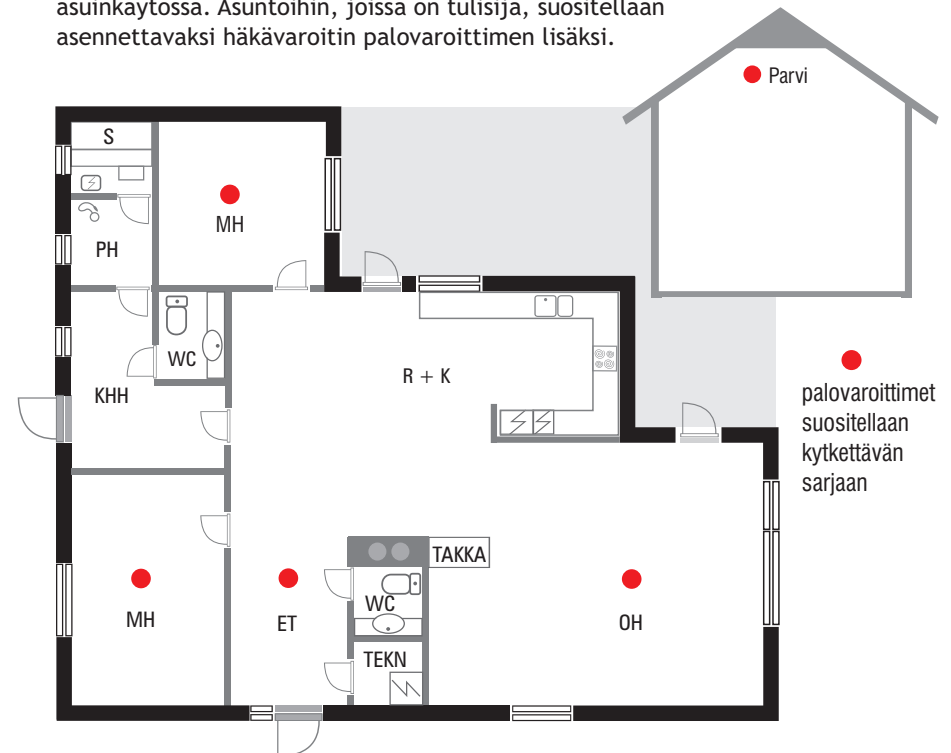 asuinkäytössä. Asuntoihin, joissa on tulisija, suositellaan
asennettavaksi häkävaroitin palovaroittimen lisäksi.
Parvi
S
MH
PH
WC
KHH
R + K
palovaroittimet
suositellaan
kytkettävän
sarjaan
TAKKA
WC
MH
ET
OH
TEKN